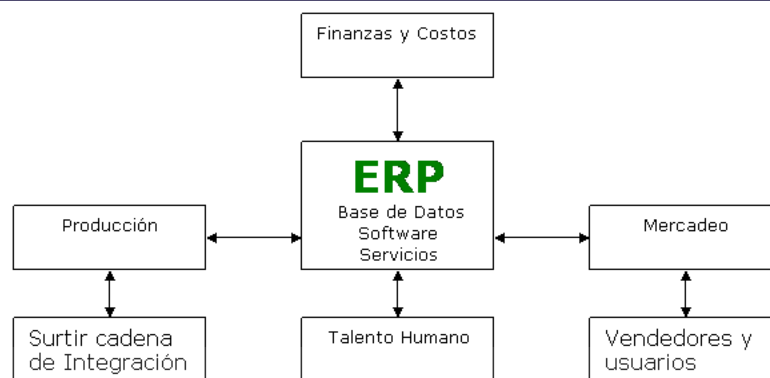 Finanzas y Costos
ERP
Base de Datos
Software
Servicios
Producción
Mercadeo
Surtir cadena
de Integración
Talento Humano
Vendedores y
usuarios